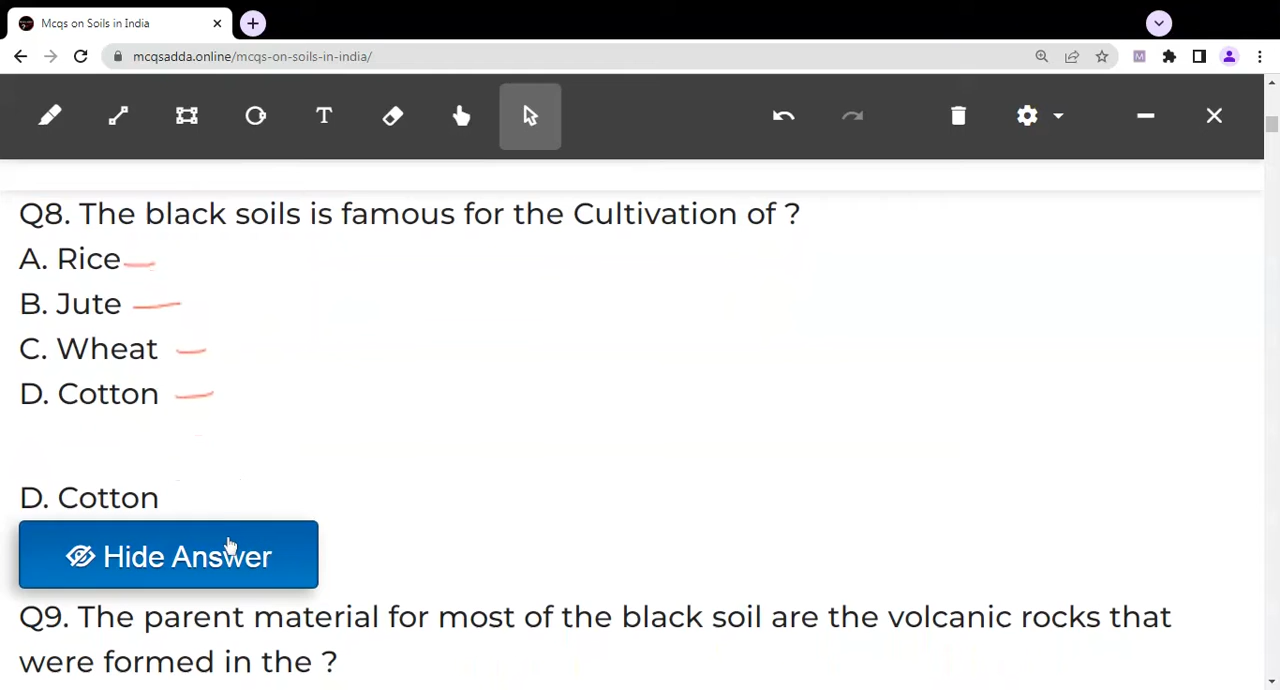 Mcqs on Soils in India
mcqsadda.online/mcqs-on-soils-in-india/
M
T
Q8. The black soils is famous for the Cultivation of ?
A. Rice
B. Jute
C. Wheat
D. Cotton
D. Cotton
Hide Answer
Q9. The parent material for most of the black soil are the volcanic rocks that
were formed in the ?